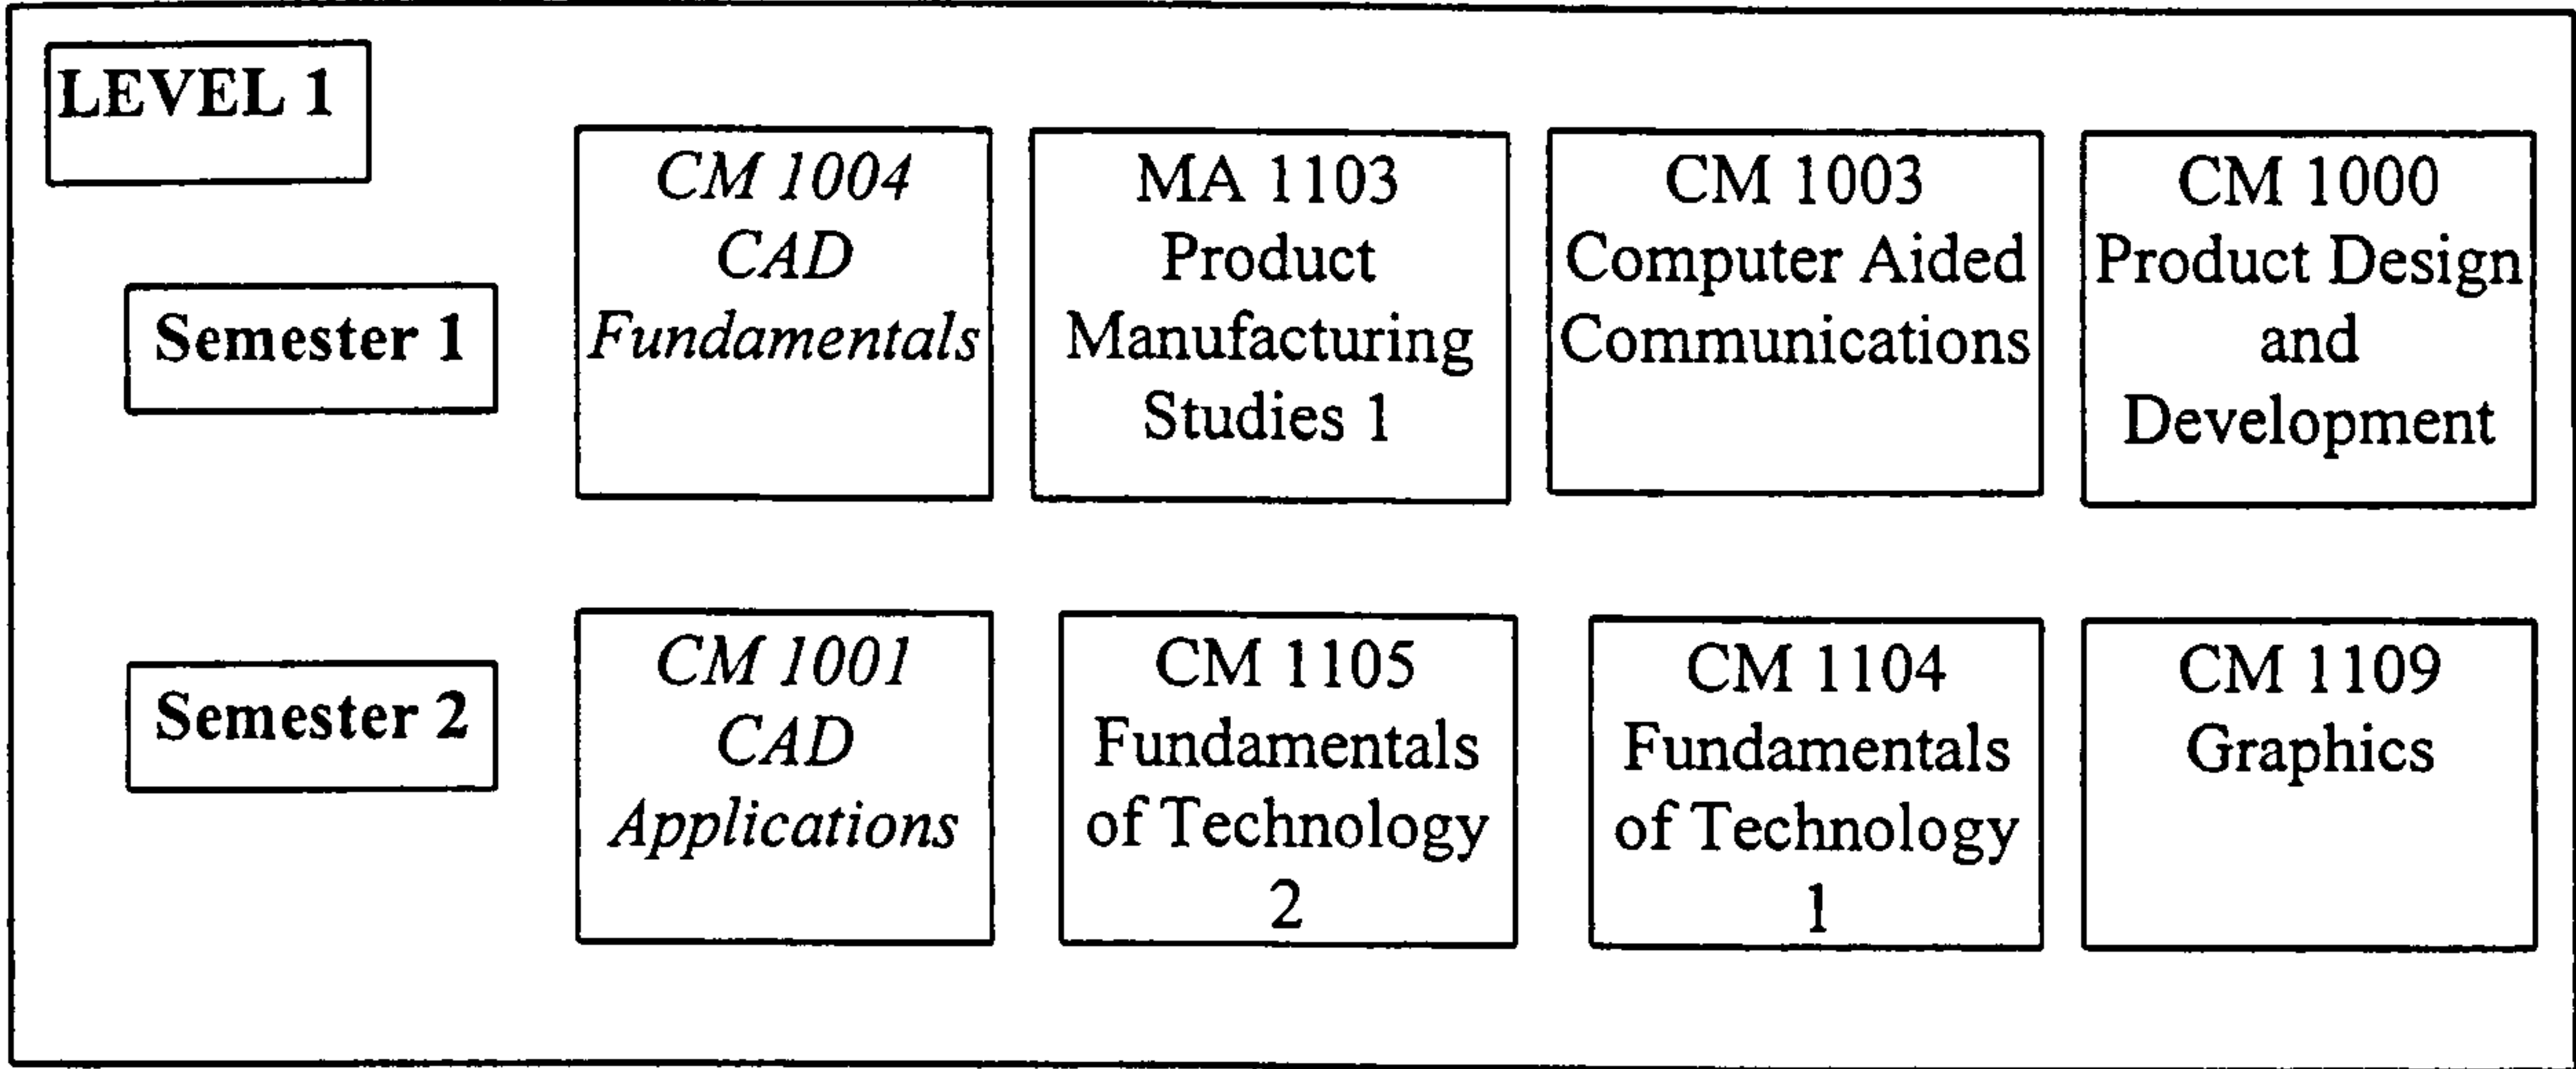 LEVEL 1
Semester 1
CM 1004
CAD
Fundamentals
MA 1103
Product
Manufacturing
Studies 1
CM 1003
Computer Aided
Communications
CM 1000
Product Design
and
Development
Semester 2
CM 1001
CAD
Applications
CM 1105
Fundamentals
of Technology
2
CM 1104
Fundamentals
of Technology
1
CM 1109
Graphics